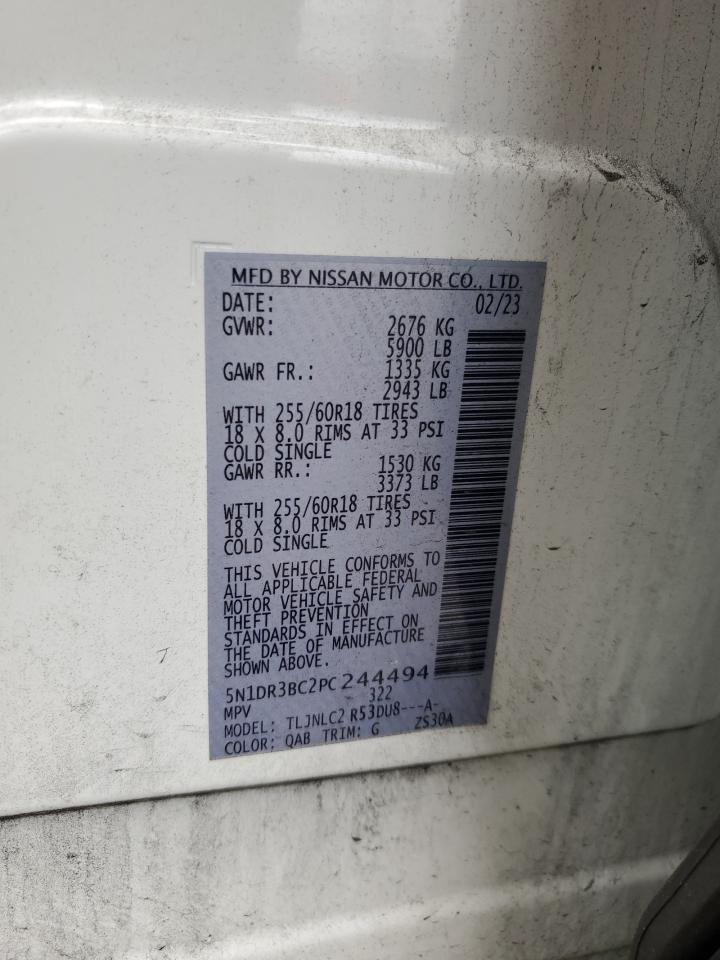 MFD BY NISSAN MOTOR CO., LTD.
DATE: 02/23
GVWR: 2676 KG
5900 LB
GAWR FR.: 1335 KG
2943 LB
WITH 255/60R18 TIRES
18 X 8.0 RIMS AT 33 PSI
COLD SINGLE
GAWR RR.: 1530 KG
3373 LB
WITH 255/60R18 TIRES
18 X 8.0 RIMS AT 33 PSI
COLD SINGLE
THIS VEHICLE CONFORMS TO
ALL APPLICABLE FEDERAL
MOTOR VEHICLE SAFETY AND
THEFT PREVENTION
STANDARDS IN EFFECT ON
THE DATE OF MANUFACTURE
SHOWN ABOVE.
5N1DR3BC2PC244494
MPV 322
MODEL: TLJNLC2 R53DU8---A-
COLOR: QAB TRIM: G ZS30A